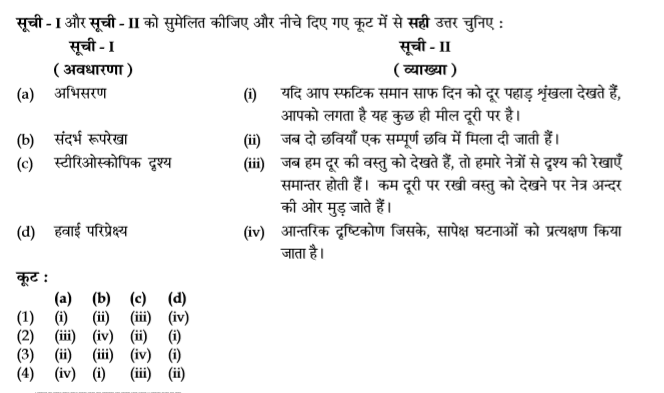 सूची - I और सूची - II को सुमेलित कीजिए और नीचे दिए गए कूट में से सही उत्तर चुनिए :
सूची - I सूची - II
( अवधारणा ) ( व्याख्या )
(a) अभिसरण (i) यदि आप स्फटिक समान साफ दिन को दूर पहाड़ शृंखला देखते हैं,
आपको लगता है यह कुछ ही मील दूरी पर है।
(b) संदर्भ रूपरेखा (ii) जब दो छवियाँ एक सम्पूर्ण छवि में मिला दी जाती हैं।
(c) स्टीरिओस्कोपिक दृश्य (iii) जब हम दूर की वस्तु को देखते हैं, तो हमारे नेत्रों से दृश्य की रेखाएँ
समान्तर होती हैं। कम दूरी पर रखी वस्तु को देखने पर नेत्र अन्दर
की ओर मुड़ जाते हैं।
(d) हवाई परिप्रेक्ष्य (iv) आन्तरिक दृष्टिकोण जिसके, सापेक्ष घटनाओं को प्रत्यक्षण किया
जाता है।
कूट :
(a) (b) (c) (d)
(1) (i) (ii) (iii) (iv)
(2) (iii) (iv) (ii) (i)
(3) (ii) (iii) (iv) (i)
(4) (iv) (i) (iii) (ii)